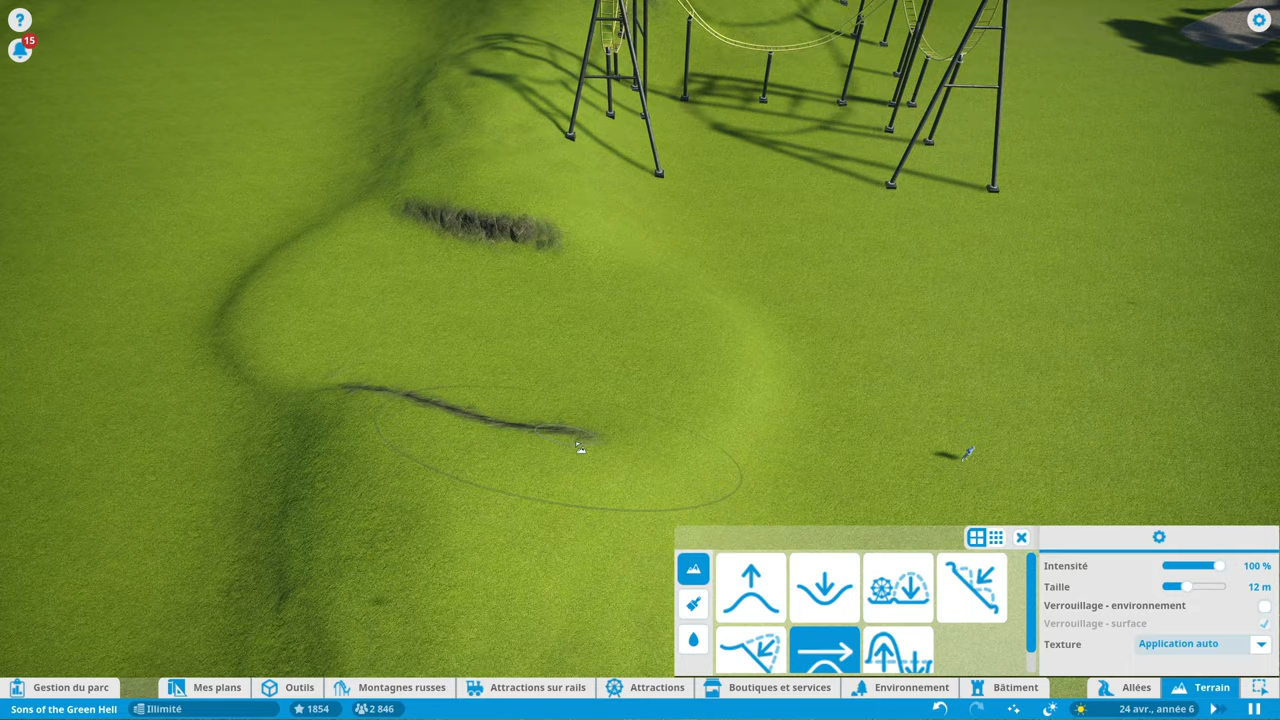 ?
15
Intensité 100 %
Taille 12 m
Verrouillage - environnement
Verrouillage - surface
Texture Application auto
Gestion du parc Mes plans Outils Montagnes russes Attractions sur rails Attractions Boutiques et services Environnement Bâtiment Allées Terrain
Sons of the Green Hell Illimité 1854 2 846 24 avr., année 6